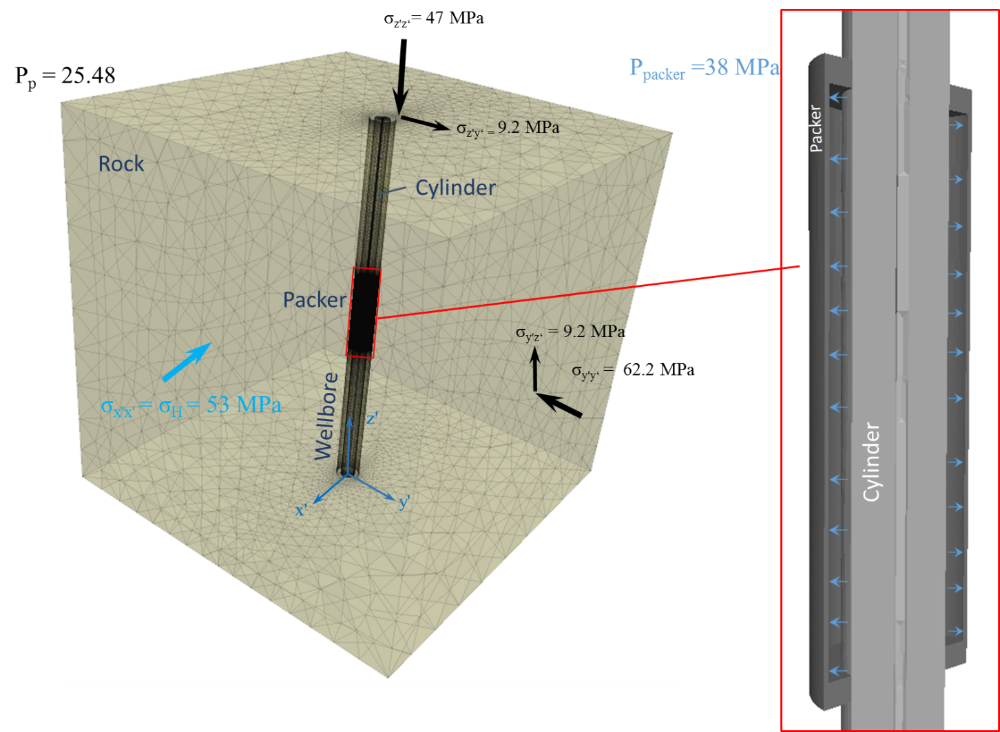 σz'z‘= 47 MPa
Pp = 25.48
Ppacker =38 MPa
σz'y‘ = 9.2 MPa
Rock
Cylinder
Packer
Packer
σy'z‘ = 9.2 MPa
σy'y‘ = 62.2 MPa
σx'x' = σH = 53 MPa
Wellbore
z'
x'
y'
Cylinder